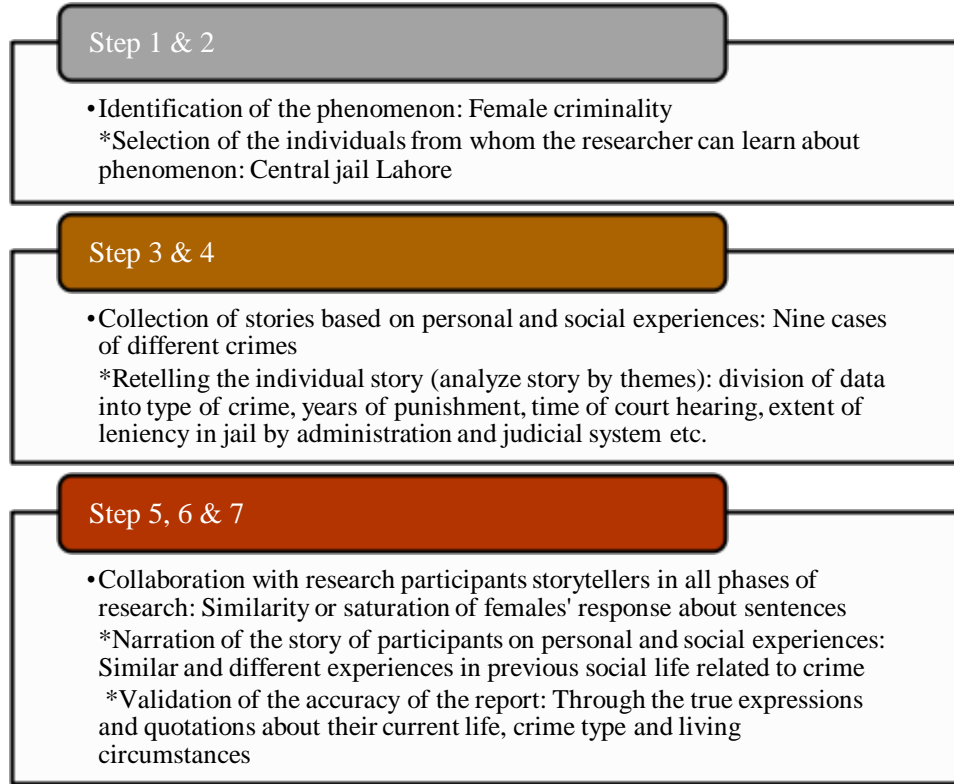 Step 1 & 2
•Identification of the phenomenon: Female criminality
*Selection of the individuals from whom the researcher can learn about
phenomenon: Central jail Lahore
Step 3 & 4
•Collection of stories based on personal and social experiences: Nine cases
of different crimes
*Retelling the individual story (analyze story by themes): division of data
into type of crime, years of punishment, time of court hearing, extent of
leniency in jail by administration and judicial system etc.
Step 5, 6 & 7
•Collaboration with research participants storytellers in all phases of
research: Similarity or saturation of females' response about sentences
*Narration of the story of participants on personal and social experiences:
Similar and different experiences in previous social life related to crime
*Validation of the accuracy of the report: Through the true expressions
and quotations about their current life, crime type and living
circumstances